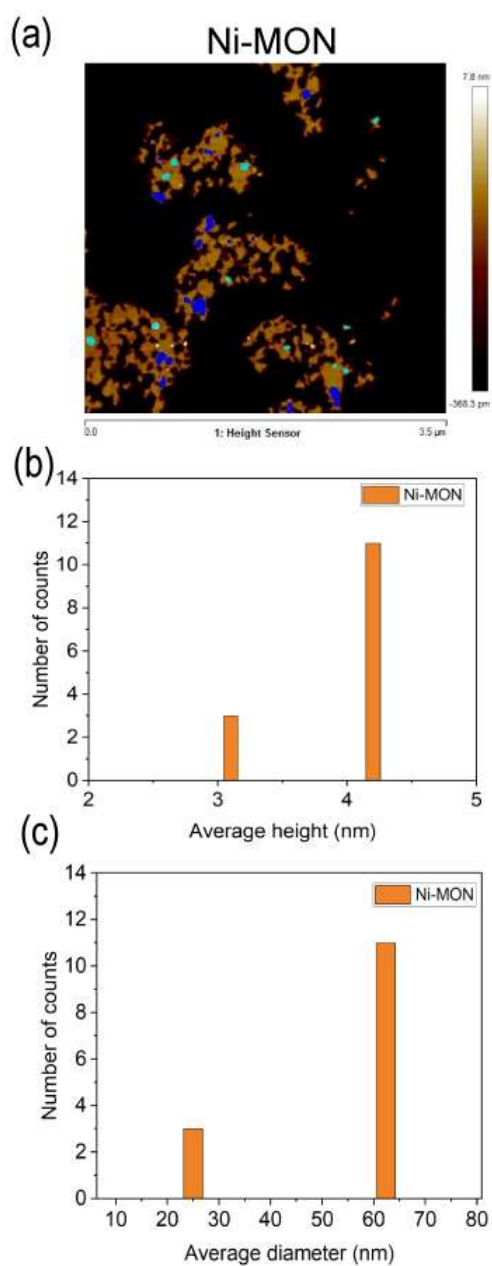 (a)
Ni-MON
7.8 nm
-368.3 pm
0.0
1: Height Sensor
3.5 µm
(b)
14
12
10
8
6
4
2
0
Number of counts
Ni-MON
2
3
4
5
Average height (nm)
(c)
14
12
10
8
6
4
2
0
Number of counts
Ni-MON
10
20
30
40
50
60
70
80
Average diameter (nm)